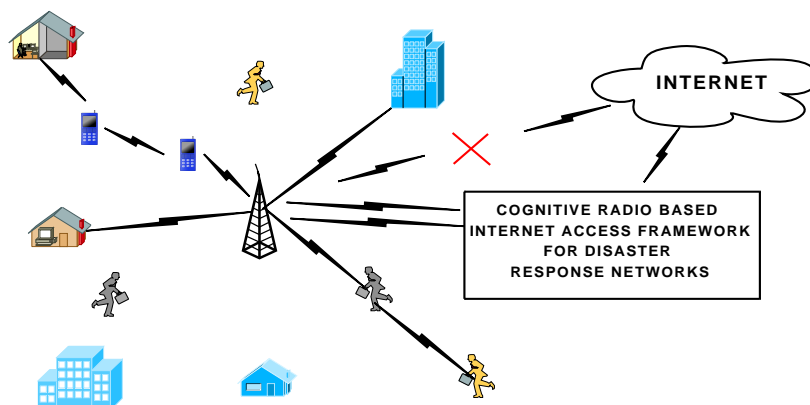 INTERNET
COGNITIVE RADIO BASED
INTERNET ACCESS FRAMEWORK
FOR DISASTER
RESPONSE NETWORKS